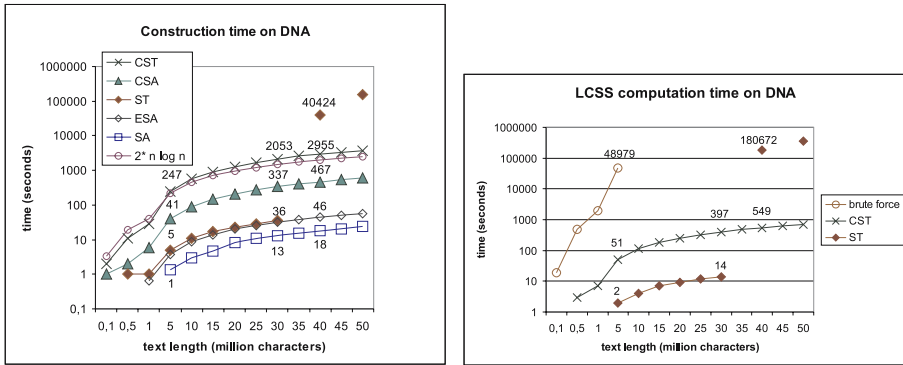 Construction time on DNA
CST
CSA
ST
ESA
SA
2* n log n
1000000
100000
10000
1000
100
10
1
0,1
time (seconds)
40424
2053
2955
247
337
467
41
36
46
5
13
18
1
0,1 0,5 1 5 10 15 20 25 30 35 40 45 50
text length (million characters)
LCSS computation time on DNA
1000000
100000
10000
1000
100
10
1
time (seconds)
180672
48979
397
549
51
14
2
brute force
CST
ST
0,1 0,5 1 5 10 15 20 25 30 35 40 45 50
text length (million characters)